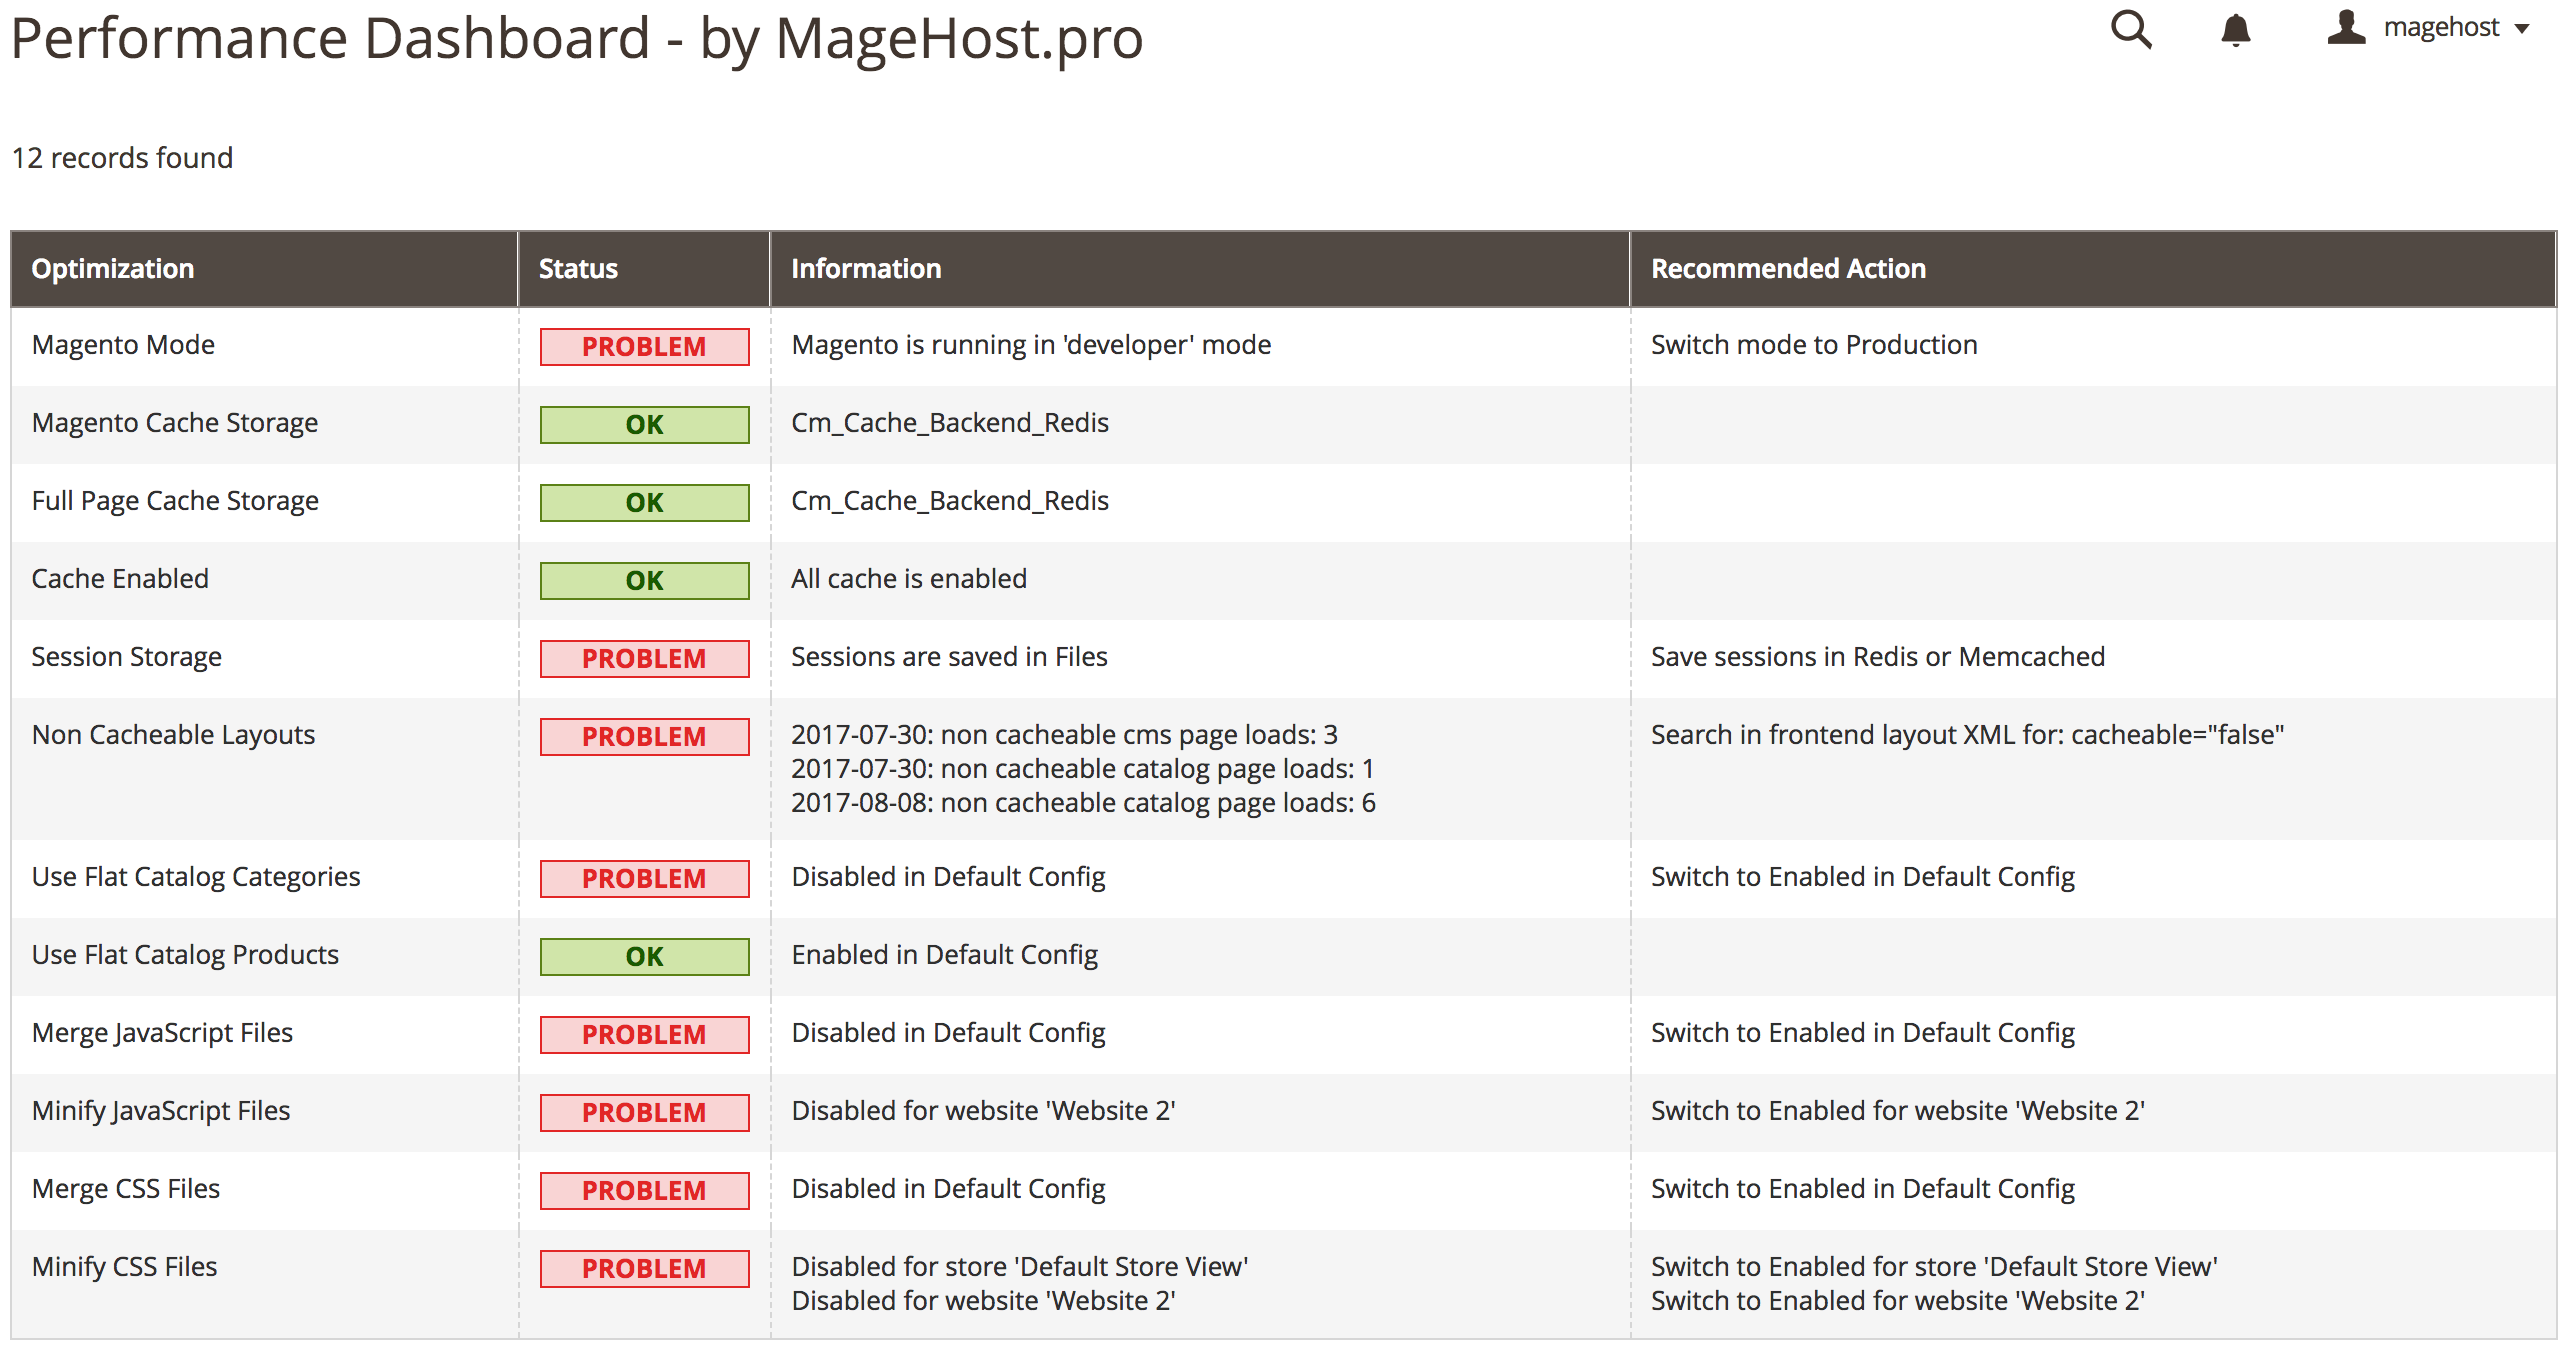 Performance Dashboard - by MageHost.pro
magehost
12 records found
Optimization Status Information Recommended Action
Magento Mode PROBLEM Magento is running in 'developer' mode Switch mode to Production
Magento Cache Storage OK Cm_Cache_Backend_Redis
Full Page Cache Storage OK Cm_Cache_Backend_Redis
Cache Enabled OK All cache is enabled
Session Storage PROBLEM Sessions are saved in Files Save sessions in Redis or Memcached
Non Cacheable Layouts PROBLEM 2017-07-30: non cacheable cms page loads: 3 Search in frontend layout XML for: cacheable="false"
2017-07-30: non cacheable catalog page loads: 1
2017-08-08: non cacheable catalog page loads: 6
Use Flat Catalog Categories PROBLEM Disabled in Default Config Switch to Enabled in Default Config
Use Flat Catalog Products OK Enabled in Default Config
Merge JavaScript Files PROBLEM Disabled in Default Config Switch to Enabled in Default Config
Minify JavaScript Files PROBLEM Disabled for website 'Website 2' Switch to Enabled for website 'Website 2'
Merge CSS Files PROBLEM Disabled in Default Config Switch to Enabled in Default Config
Minify CSS Files PROBLEM Disabled for store 'Default Store View' Switch to Enabled for store 'Default Store View'
Disabled for website 'Website 2' Switch to Enabled for website 'Website 2'